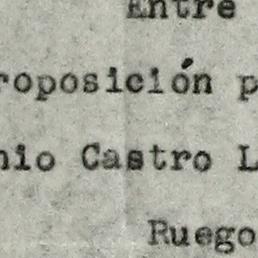 Entre
roposición p
nio Castro L
Ruego